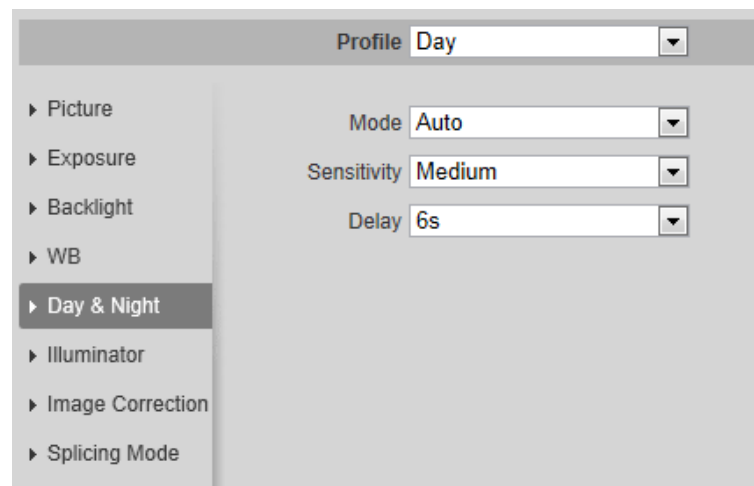 Profile Day
Picture
Mode Auto
Exposure
Sensitivity Medium
Backlight
Delay 6s
WB
Day & Night
Illuminator
Image Correction
Splicing Mode